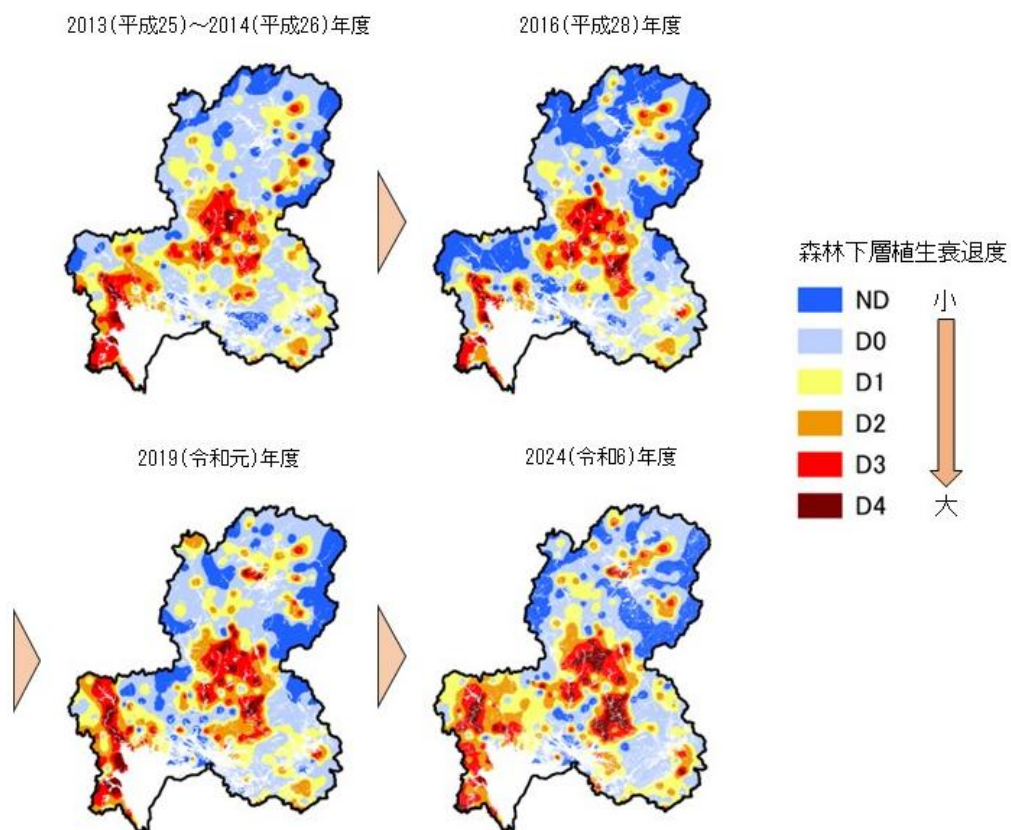 2013(平成25)～2014(平成26)年度
2016(平成28)年度
森林下層植生衰退度
ND 小
D0
D1
D2
D3
D4 大
2019(令和元)年度
2024(令和6)年度